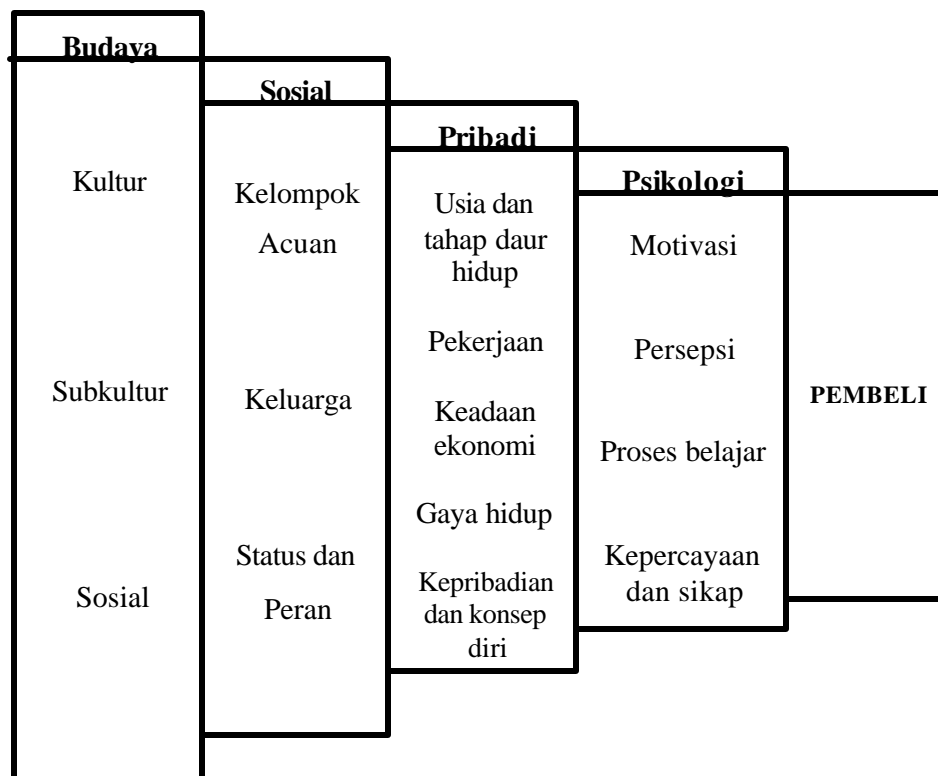 Budaya
Kultur
Subkultur
Sosial
Sosial
Kelompok
Acuan
Keluarga
Status dan
Peran
Pribadi
Usia dan
tahap daur
hidup
Pekerjaan
Keadaan
ekonomi
Gaya hidup
Kepribadian
dan konsep
diri
Psikologi
Motivasi
Persepsi
Proses belajar
Kepercayaan
dan sikap
PEMBELI